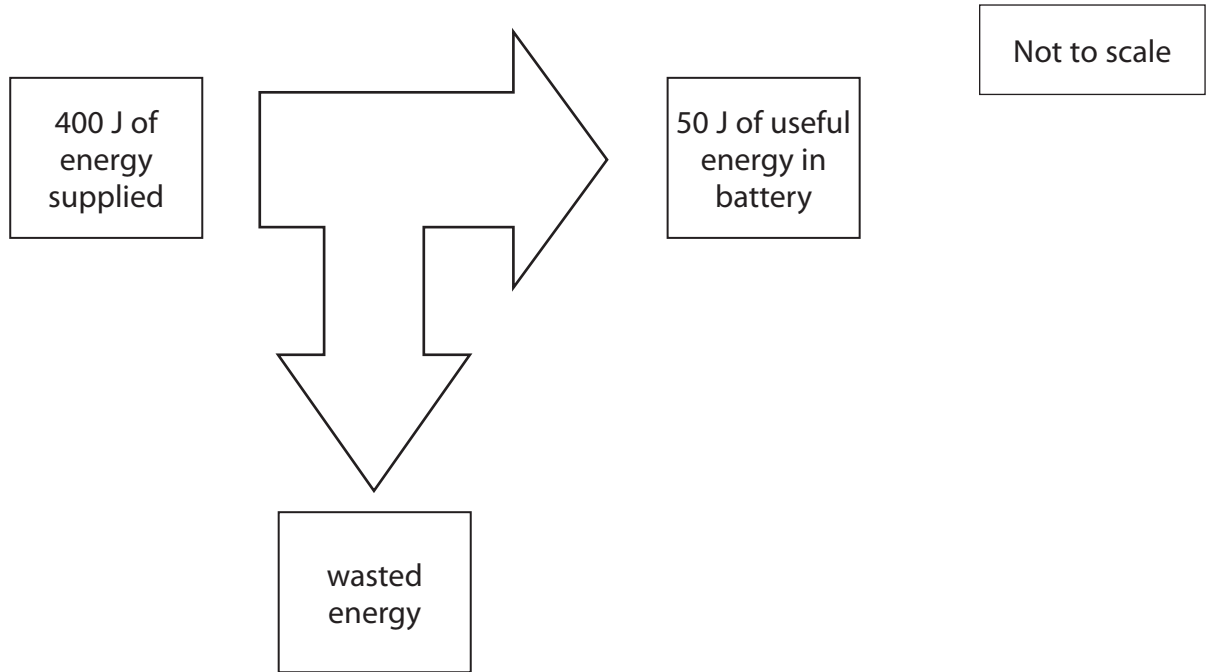 Not to scale
400 J of
energy
supplied
50 J of useful
energy in
battery
wasted
energy